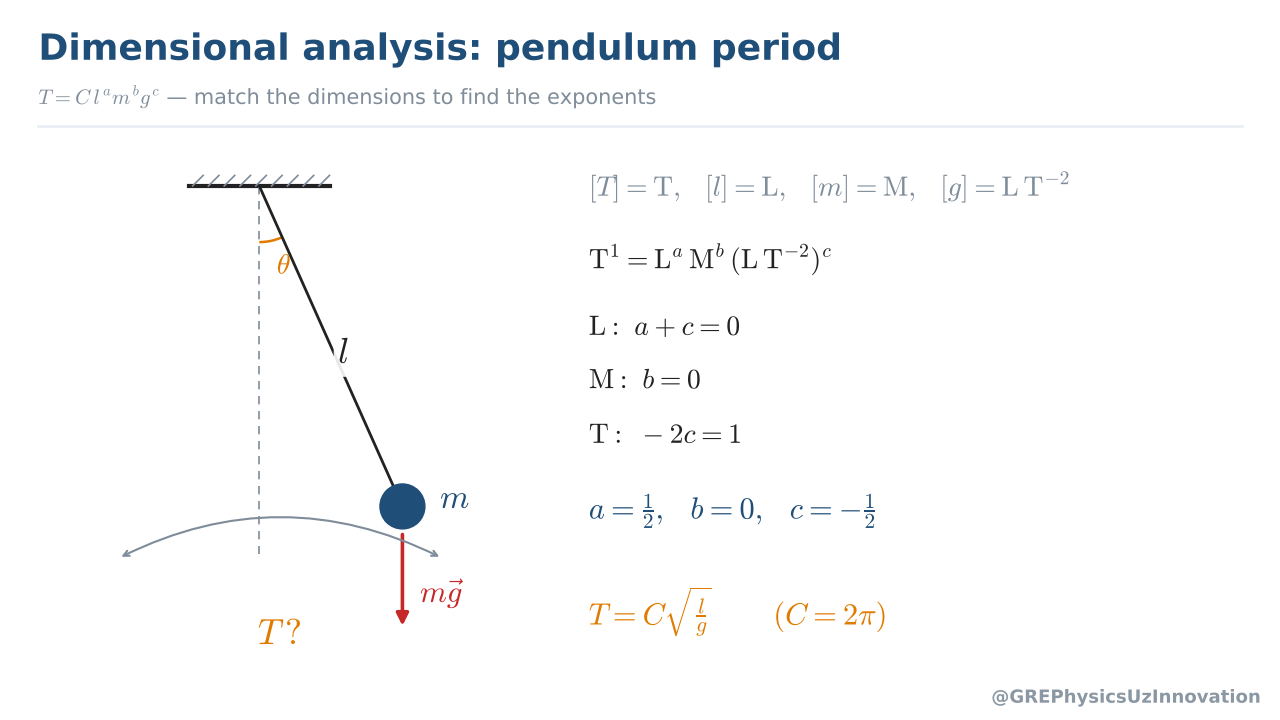 Dimensional analysis: pendulum period
T = C l^a m^b g^c — match the dimensions to find the exponents
[T] = T, [l] = L, [m] = M, [g] = L T^−2
T^1 = L^a M^b (L T^−2)^c
θ
L : a + c = 0
l
M : b = 0
T : − 2c = 1
m
a = 1/2, b = 0, c = −1/2
mg⃗
T = C√(l/g) (C = 2π)
T?
@GREPhysicsUzInnovation